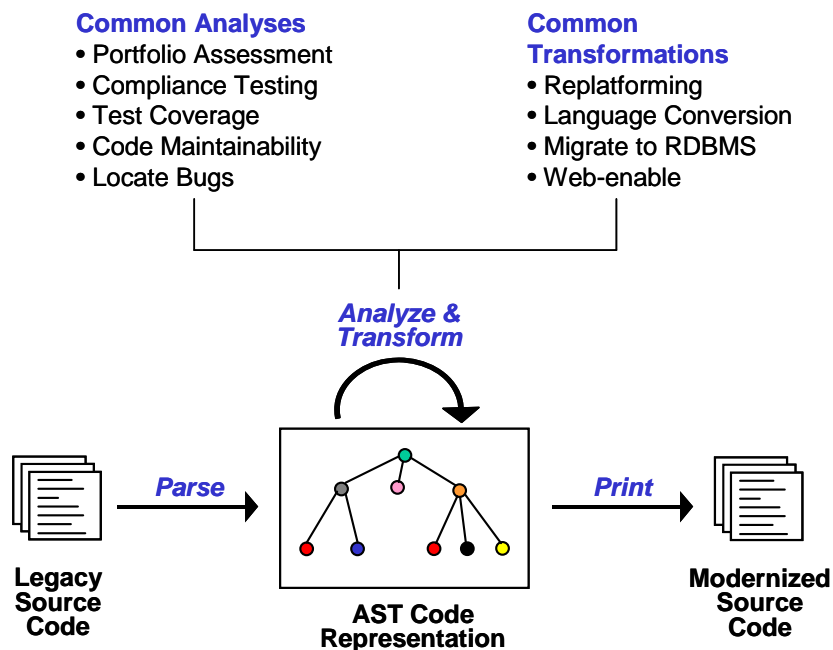 Common Analyses
• Portfolio Assessment
• Compliance Testing
• Test Coverage
• Code Maintainability
• Locate Bugs
Common
Transformations
• Replatforming
• Language Conversion
• Migrate to RDBMS
• Web-enable
Analyze &
Transform
Parse
Print
Legacy
Source
Code
AST Code
Representation
Modernized
Source
Code